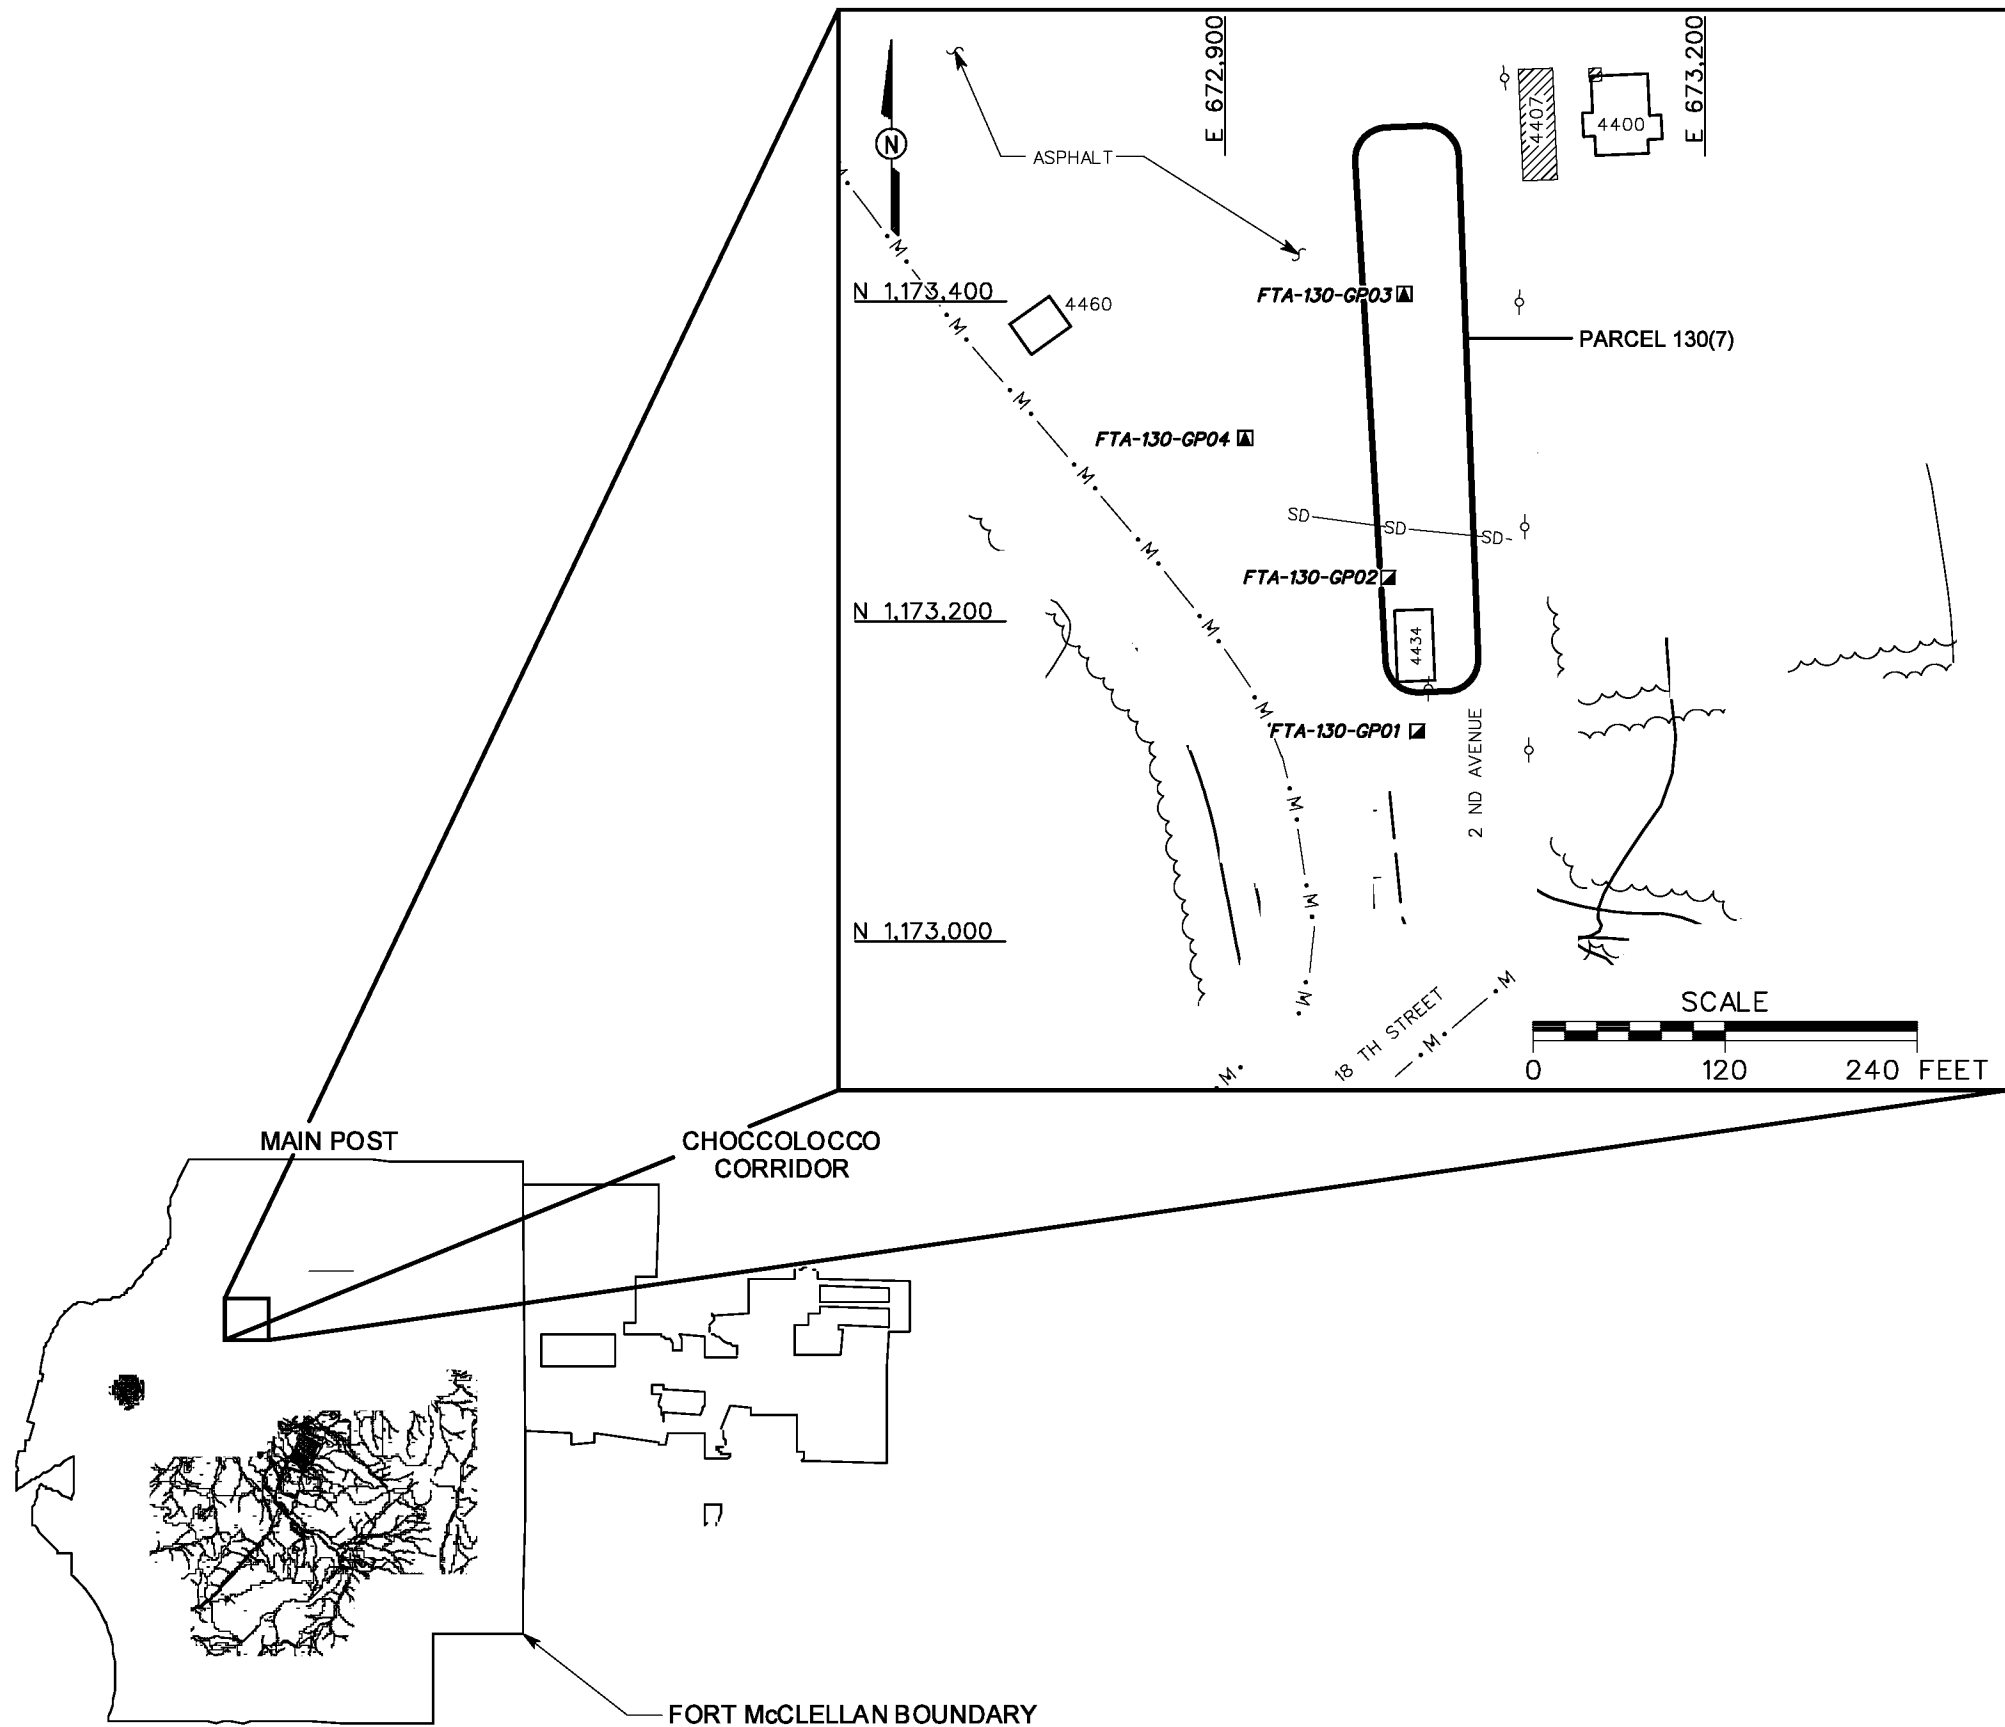 E 672,900
E 673,200
N
ASPHALT
4407
4400
N 1,173,400
4460
FTA-130-GP03
PARCEL 130(7)
FTA-130-GP04
SD
SD
SD
FTA-130-GP02
N 1,173,200
4434
FTA-130-GP01
2 ND AVENUE
M
M
M
M
M
M
M
M
M
M
M
N 1,173,000
18 TH STREET
M
M
M
SCALE
0 120 240 FEET
MAIN POST
CHOCCOLOCCO
CORRIDOR
FORT McCLELLAN BOUNDARY